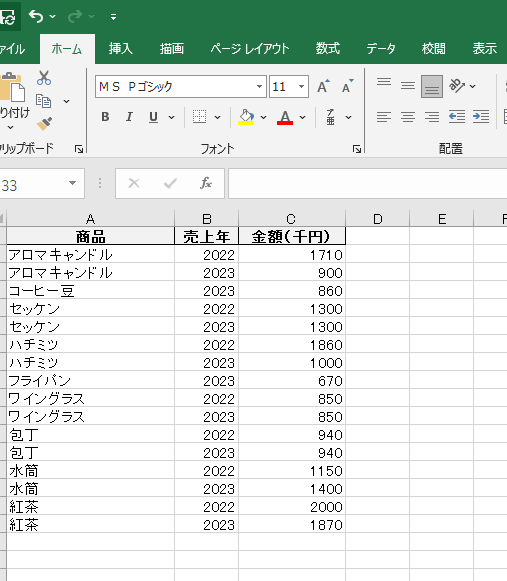 ァイル ホーム 挿入 描画 ページ レイアウト 数式 データ 校閲 表示
ＭＳ Ｐゴシック 11 A A
り付け B I U A ア亜
リップボード フォント 配置
33 fx
A B C D E F
商品 売上年 金額(千円)
アロマキャンドル 2022 1710
アロマキャンドル 2023 900
コーヒー豆 2023 860
セッケン 2022 1300
セッケン 2023 1300
ハチミツ 2022 1860
ハチミツ 2023 1000
フライパン 2023 670
ワイングラス 2022 850
ワイングラス 2023 850
包丁 2022 940
包丁 2023 940
水筒 2022 1150
水筒 2023 1400
紅茶 2022 2000
紅茶 2023 1870